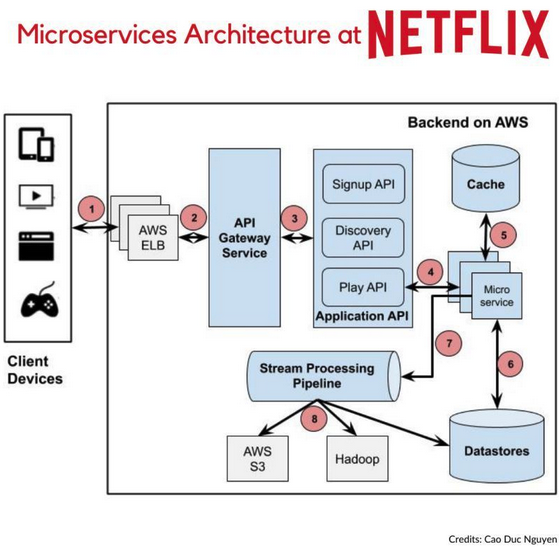 Microservices Architecture at NETFLIX
Backend on AWS
Client
Devices
1
AWS
ELB
2
API
Gateway
Service
3
Signup API
Discovery
API
Play API
Application API
4
Cache
5
Micro
service
6
7
Stream Processing
Pipeline
8
AWS
S3
Hadoop
Datastores
Credits: Cao Duc Nguyen